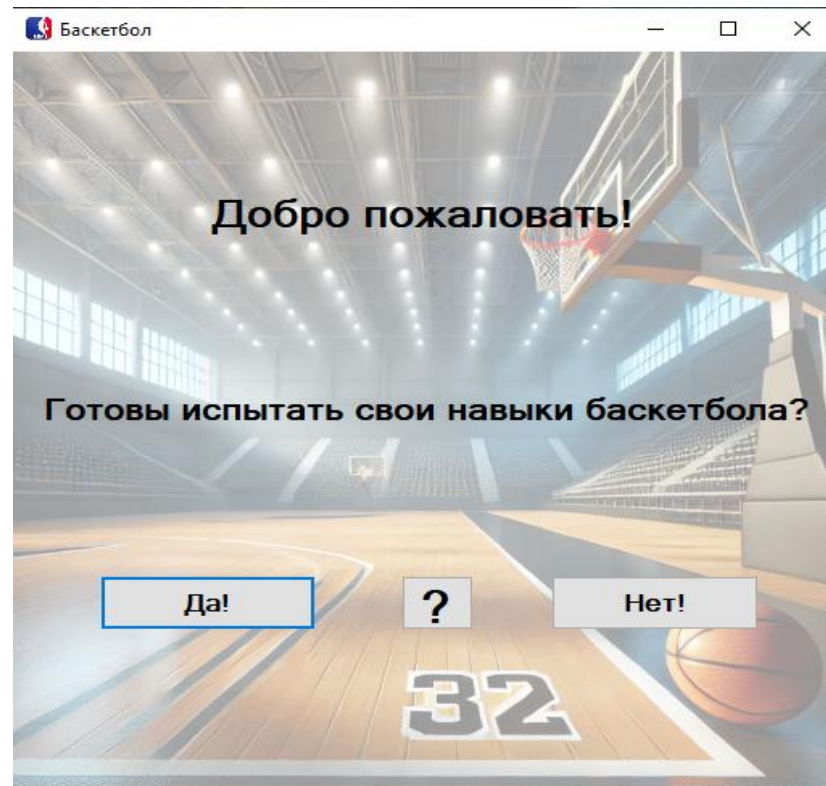 Баскетбол
Добро пожаловать!
Готовы испытать свои навыки баскетбола?
Да! ? Нет!
32